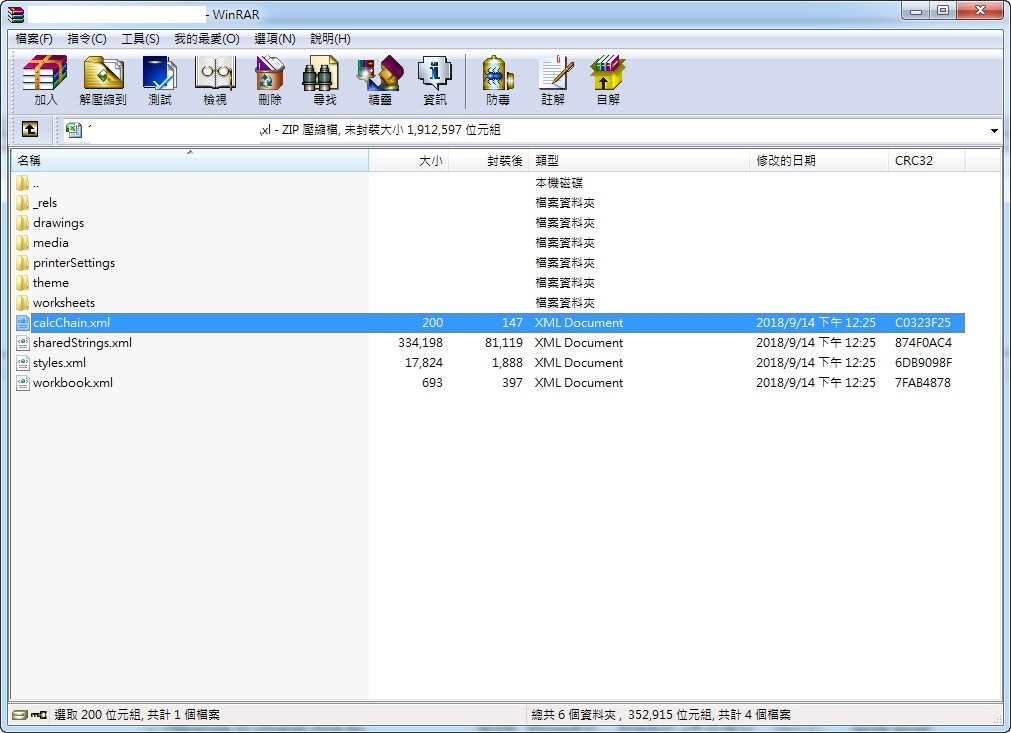 - WinRAR
檔案(F) 指令(C) 工具(S) 我的最愛(O) 選項(N) 說明(H)
加入 解壓縮到 測試 檢視 刪除 尋找 精靈 資訊 防毒 註解 自解
xl - ZIP 壓縮檔, 未封裝大小 1,912,597 位元組
名稱 大小 封裝後 類型 修改的日期 CRC32
.. 本機磁碟
_rels 檔案資料夾
drawings 檔案資料夾
media 檔案資料夾
printerSettings 檔案資料夾
theme 檔案資料夾
worksheets 檔案資料夾
calcChain.xml 200 147 XML Document 2018/9/14 下午 12:25 C0323F25
sharedStrings.xml 334,198 81,119 XML Document 2018/9/14 下午 12:25 874F0AC4
styles.xml 17,824 1,888 XML Document 2018/9/14 下午 12:25 6DB9098F
workbook.xml 693 397 XML Document 2018/9/14 下午 12:25 7FAB4878
選取 200 位元組, 共計 1 個檔案 總共 6 個資料夾 , 352,915 位元組, 共計 4 個檔案